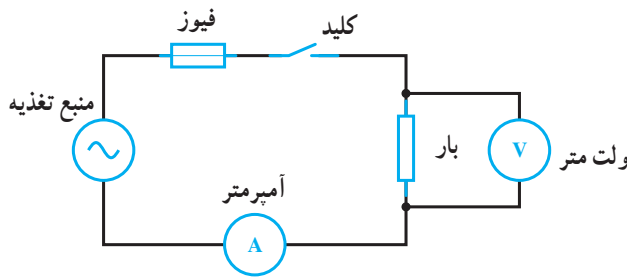 فیوز
کلید
منبع تغذیه
بار
ولت متر
V
آمپرمتر
A